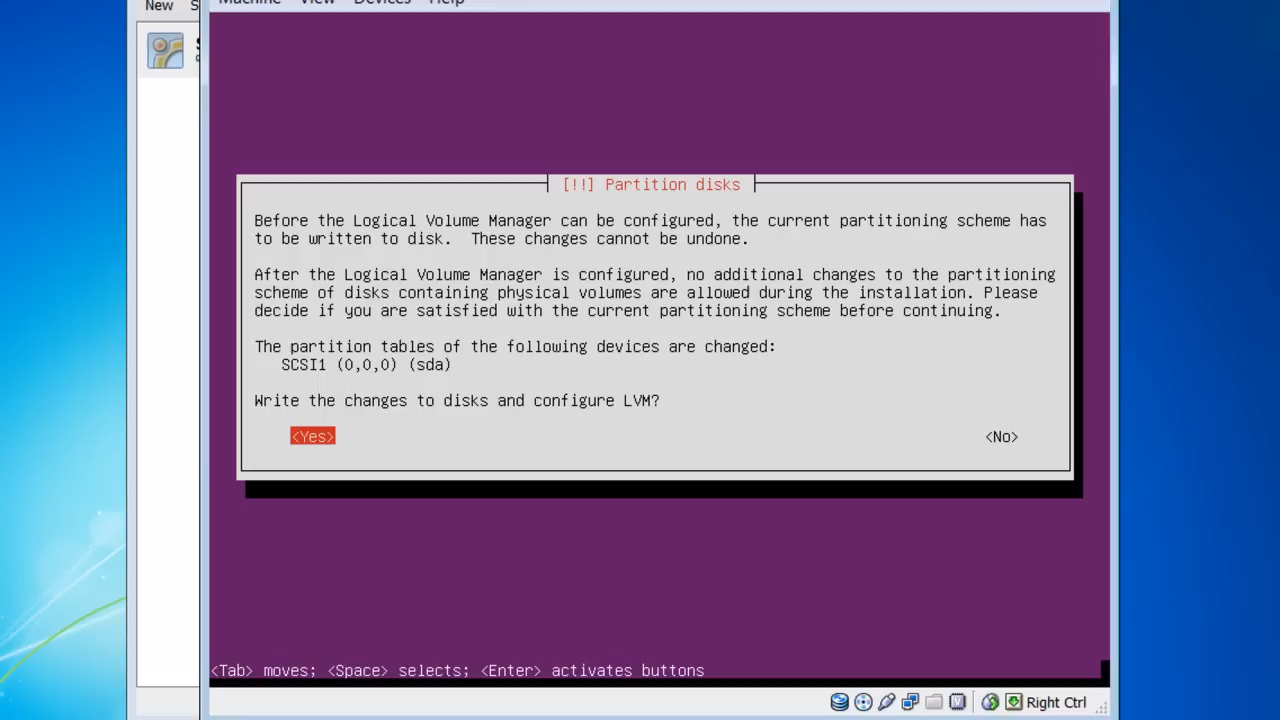 New S
Machine View Devices Help
[!!] Partition disks
Before the Logical Volume Manager can be configured, the current partitioning scheme has
to be written to disk.  These changes cannot be undone.
After the Logical Volume Manager is configured, no additional changes to the partitioning
scheme of disks containing physical volumes are allowed during the installation. Please
decide if you are satisfied with the current partitioning scheme before continuing.
The partition tables of the following devices are changed:
SCSI1 (0,0,0) (sda)
Write the changes to disks and configure LVM?
<Yes> <No>
<Tab> moves; <Space> selects; <Enter> activates buttons
Right Ctrl